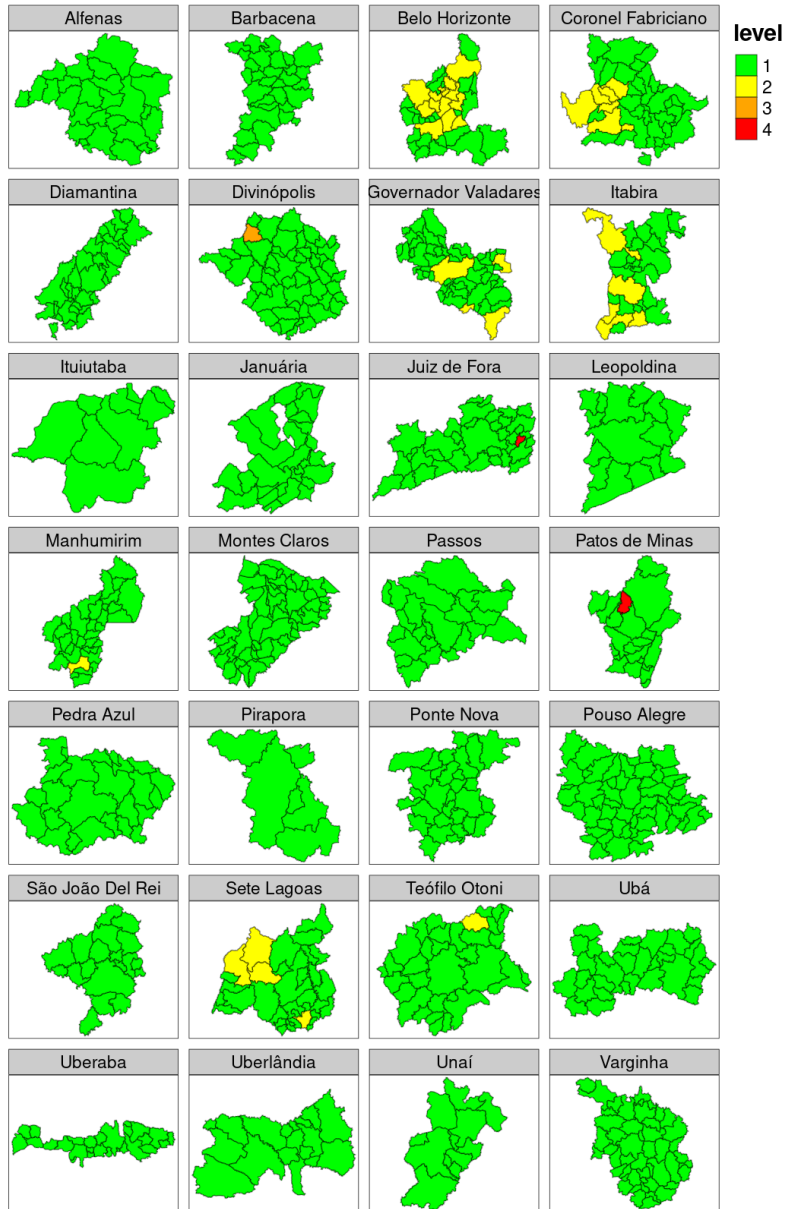 Alfenas
Barbacena
Belo Horizonte
Coronel Fabriciano
level
1
2
3
4
Diamantina
Divinópolis
Governador Valadares
Itabira
Ituiutaba
Januária
Juiz de Fora
Leopoldina
Manhumirim
Montes Claros
Passos
Patos de Minas
Pedra Azul
Pirapora
Ponte Nova
Pouso Alegre
São João Del Rei
Sete Lagoas
Teófilo Otoni
Ubá
Uberaba
Uberlândia
Unaí
Varginha